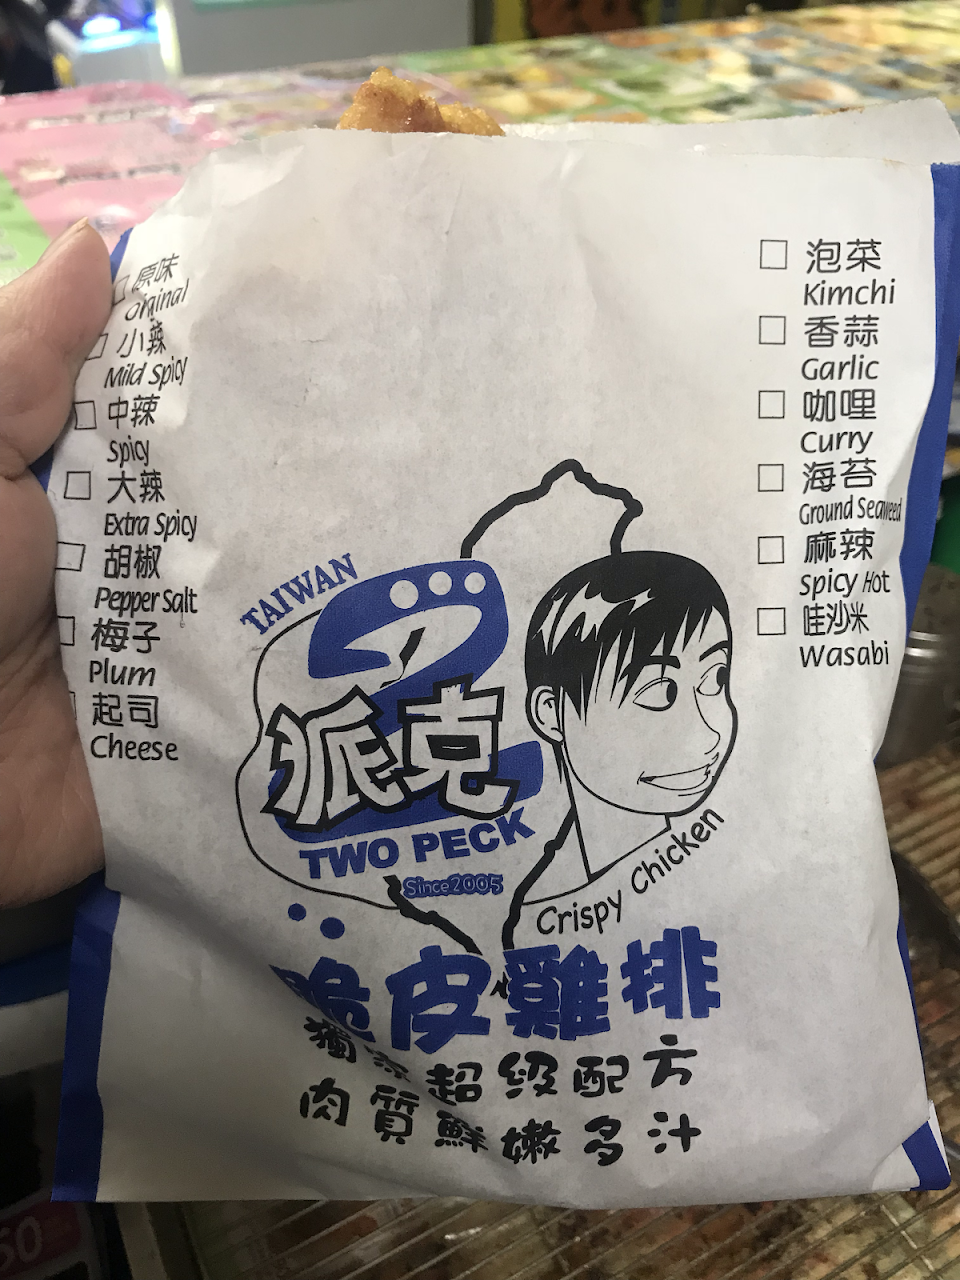 原味
Original
小辣
Mild Spicy
中辣
Spicy
大辣
Extra Spicy
胡椒
Pepper Salt
梅子
Plum
起司
Cheese
泡菜
Kimchi
香蒜
Garlic
咖哩
Curry
海苔
Ground Seaweed
麻辣
Spicy Hot
哇沙米
Wasabi
TAIWAN
2
派克
TWO PECK
Since2005
Crispy Chicken
脆皮雞排
獨家超级配方
肉質鮮嫩多汁